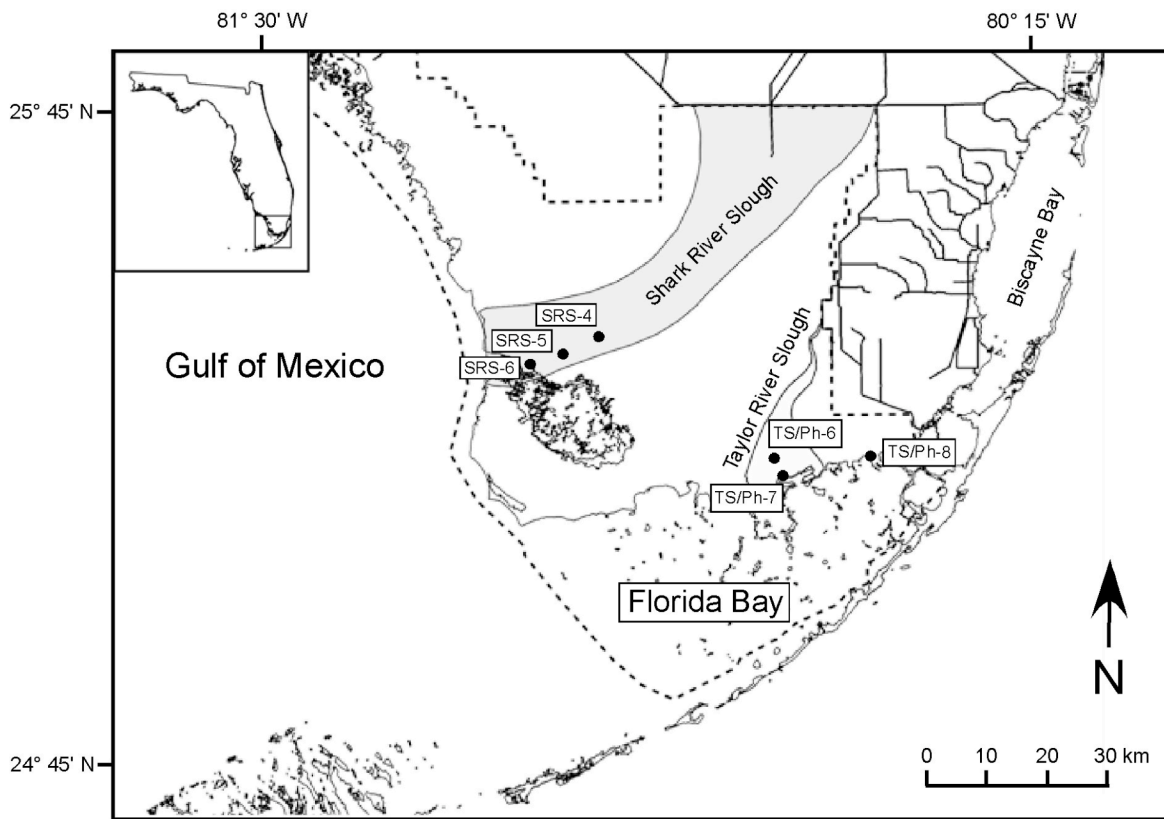 81° 30' W
80° 15' W
25° 45' N
Shark River Slough
Biscayne Bay
SRS-4
SRS-5
SRS-6
Gulf of Mexico
Taylor River Slough
TS/Ph-6
TS/Ph-8
TS/Ph-7
Florida Bay
N
24° 45' N
0 10 20 30 km